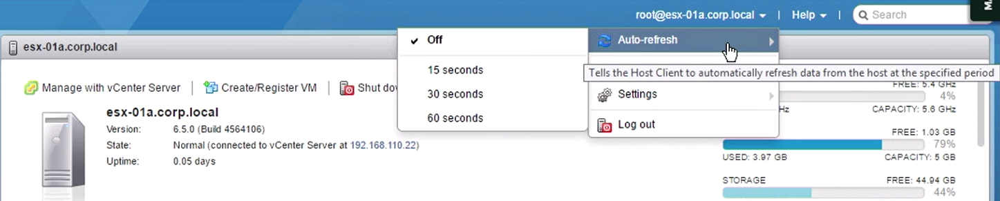 root@esx-01a.corp.local | Help | Search
esx-01a.corp.local
Off
15 seconds
30 seconds
60 seconds
Auto-refresh
Tells the Host Client to automatically refresh data from the host at the specified period
Settings
Log out
Manage with vCenter Server | Create/Register VM | Shut do
esx-01a.corp.local
Version: 6.5.0 (Build 4564106)
State: Normal (connected to vCenter Server at 192.168.110.22)
Uptime: 0.05 days
FREE: 5.4 GHz
4%
Hz CAPACITY: 5.6 GHz
FREE: 1.03 GB
79%
USED: 3.97 GB CAPACITY: 5 GB
STORAGE FREE: 44.94 GB
44%